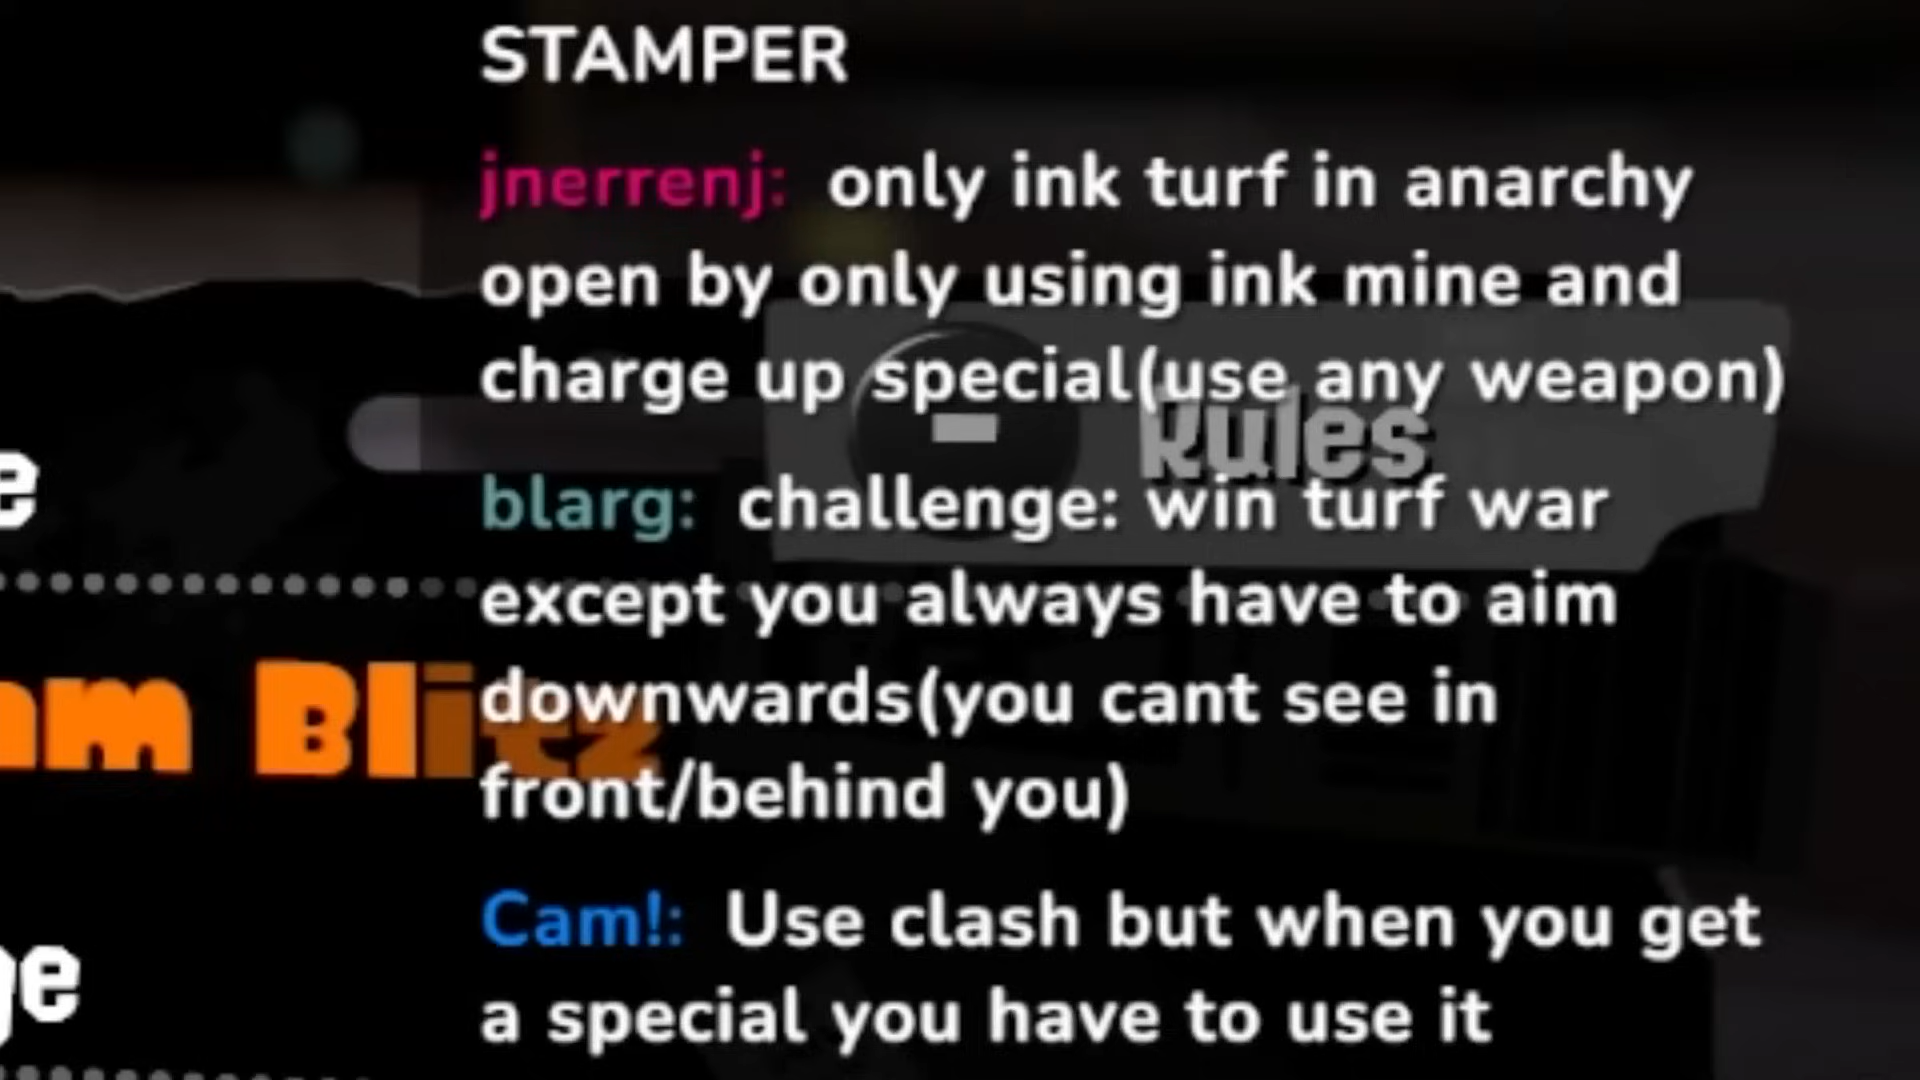 STAMPER
jnerrenj: only ink turf in anarchy
open by only using ink mine and
charge up special(use any weapon)
Rules
blarg: challenge: win turf war
except you always have to aim
downwards(you cant see in
front/behind you)
Blitz
Cam!: Use clash but when you get
a special you have to use it